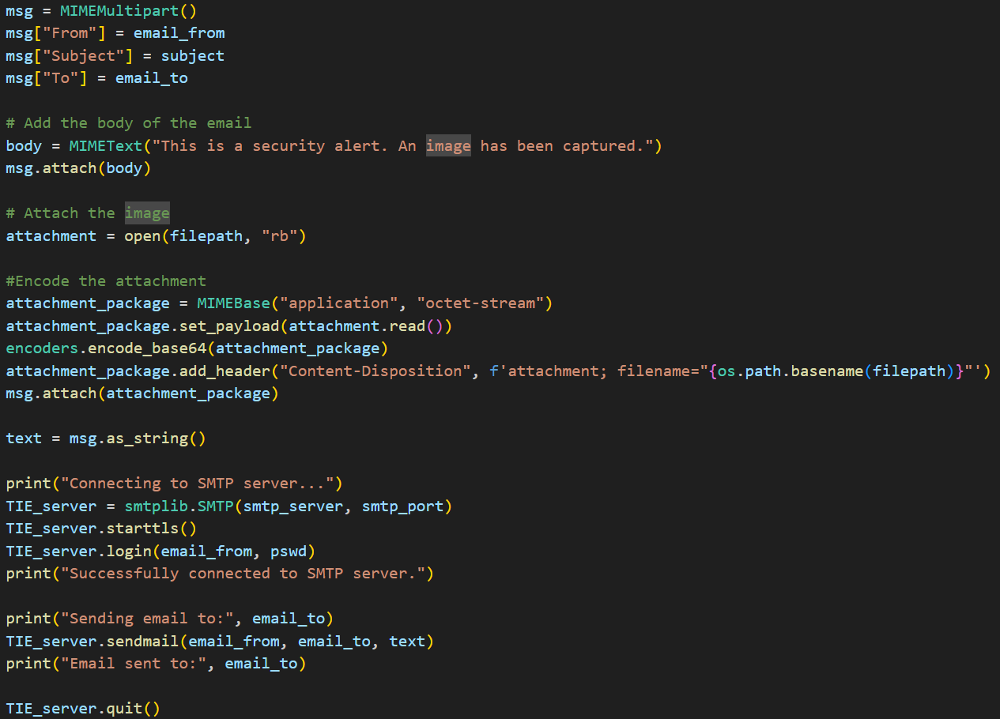 msg = MIMEMultipart()
msg["From"] = email_from
msg["Subject"] = subject
msg["To"] = email_to
# Add the body of the email
body = MIMEText("This is a security alert. An image has been captured.")
msg.attach(body)
# Attach the image
attachment = open(filepath, "rb")
#Encode the attachment
attachment_package = MIMEBase("application", "octet-stream")
attachment_package.set_payload(attachment.read())
encoders.encode_base64(attachment_package)
attachment_package.add_header("Content-Disposition", f'attachment; filename="{os.path.basename(filepath)}"')
msg.attach(attachment_package)
text = msg.as_string()
print("Connecting to SMTP server...")
TIE_server = smtplib.SMTP(smtp_server, smtp_port)
TIE_server.starttls()
TIE_server.login(email_from, pswd)
print("Successfully connected to SMTP server.")
print("Sending email to:", email_to)
TIE_server.sendmail(email_from, email_to, text)
print("Email sent to:", email_to)
TIE_server.quit()